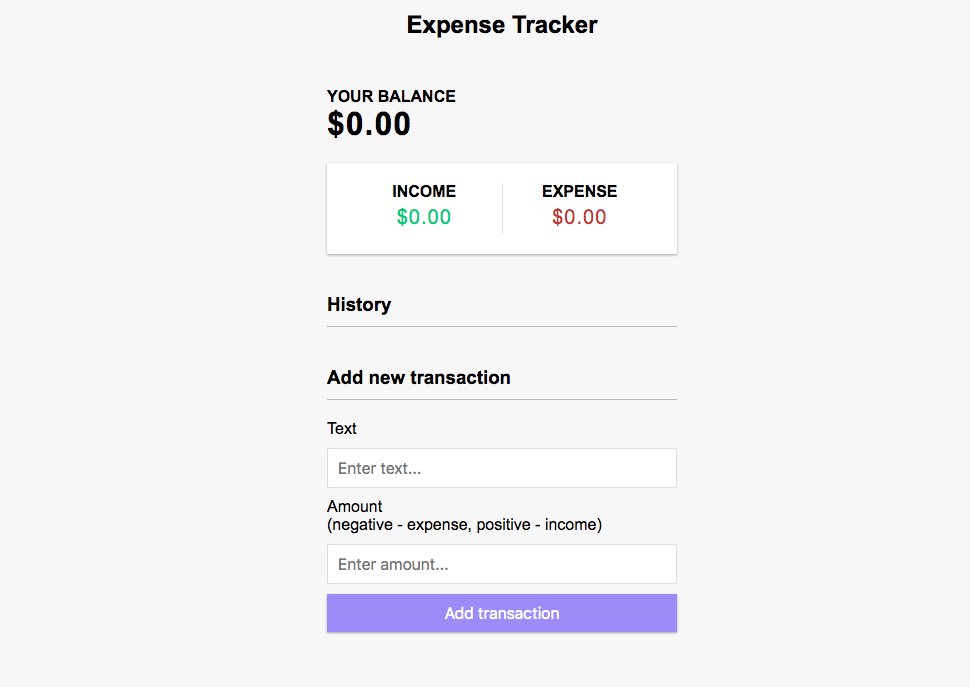 Expense Tracker
YOUR BALANCE
$0.00
INCOME
EXPENSE
$0.00
$0.00
History
Add new transaction
Text
Enter text...
Amount
(negative - expense, positive - income)
Enter amount...
Add transaction